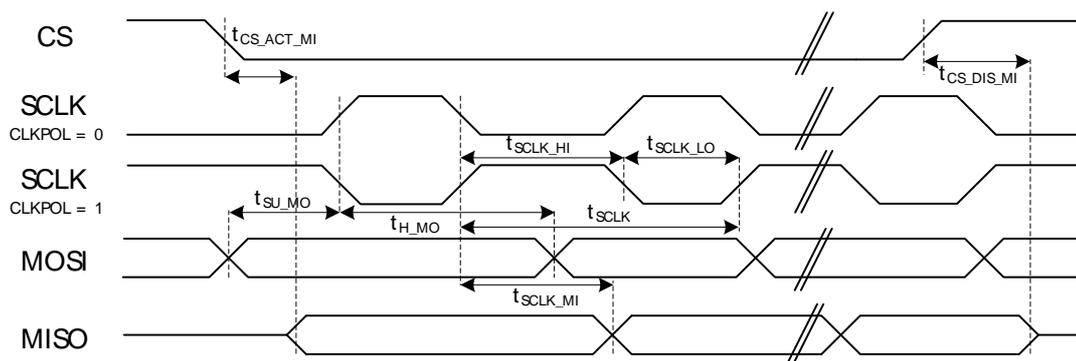 CS
tCS_ACT_MI
tCS_DIS_MI
SCLK
CLKPOL = 0
tSCLK_HI
tSCLK_LO
SCLK
CLKPOL = 1
tSU_MO
tH_MO
tSCLK
MOSI
tSCLK_MI
MISO